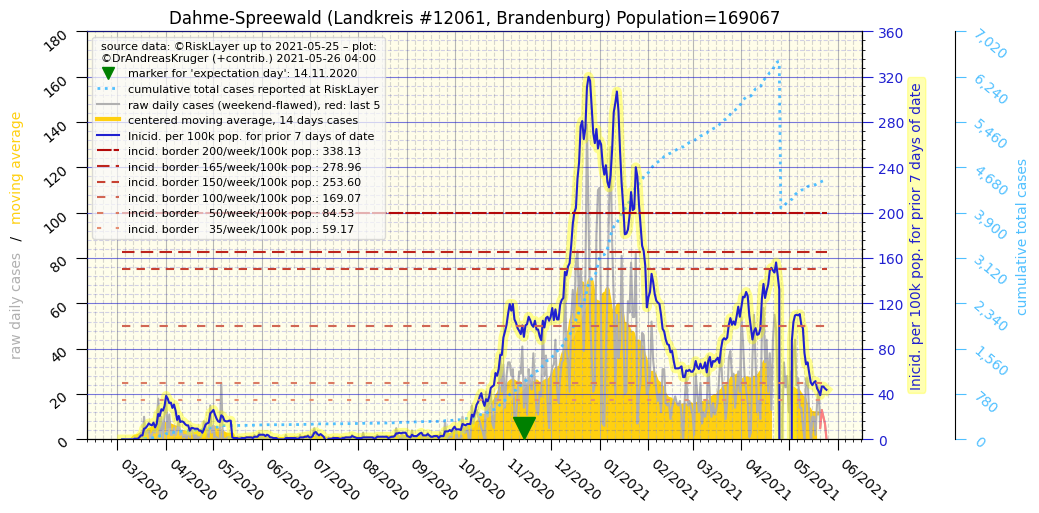 Dahme-Spreewald (Landkreis #12061, Brandenburg) Population=169067
source data: ©RiskLayer up to 2021-05-25 – plot:
©DrAndreasKruger (+contrib.) 2021-05-26 04:00
marker for 'expectation day': 14.11.2020
cumulative total cases reported at RiskLayer
raw daily cases (weekend-flawed), red: last 5
centered moving average, 14 days cases
Inicid. per 100k pop. for prior 7 days of date
incid. border 200/week/100k pop.: 338.13
incid. border 165/week/100k pop.: 278.96
incid. border 150/week/100k pop.: 253.60
incid. border 100/week/100k pop.: 169.07
incid. border   50/week/100k pop.: 84.53
incid. border   35/week/100k pop.: 59.17
raw daily cases / moving average
180
160
140
120
100
80
60
40
20
0
03/2020
04/2020
05/2020
06/2020
07/2020
08/2020
09/2020
10/2020
11/2020
12/2020
01/2021
02/2021
03/2021
04/2021
05/2021
06/2021
360
320
280
240
200
160
120
80
40
0
Inicid. per 100k pop. for prior 7 days of date
7,020
6,240
5,460
4,680
3,900
3,120
2,340
1,560
780
0
cumulative total cases